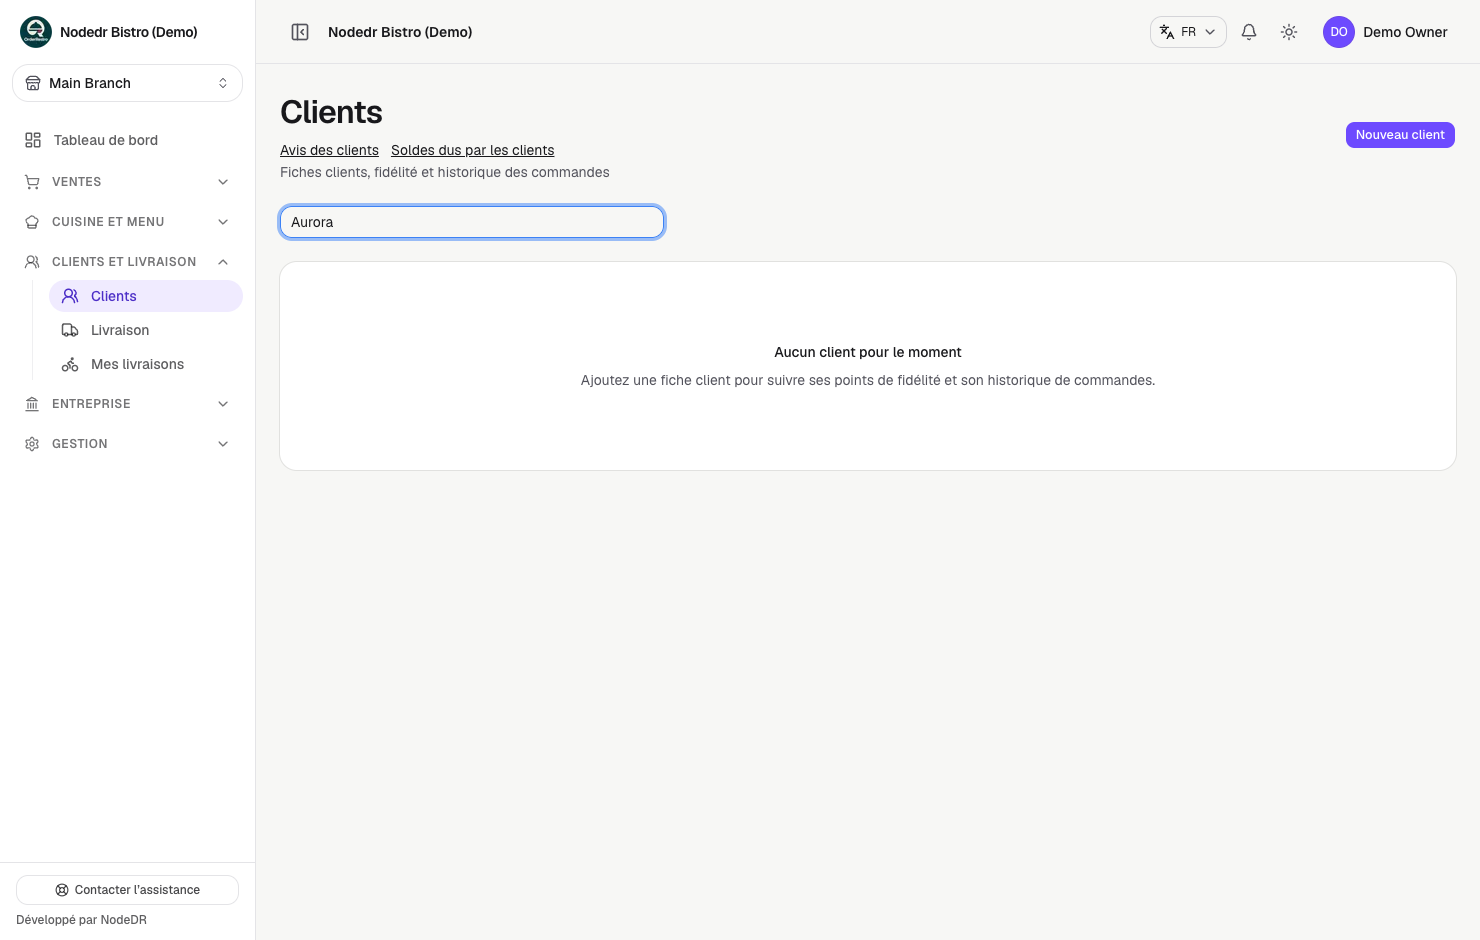 Nodedr Bistro (Demo)
Main Branch
Tableau de bord
VENTES
CUISINE ET MENU
CLIENTS ET LIVRAISON
Clients
Livraison
Mes livraisons
ENTREPRISE
GESTION
Contacter l'assistance
Développé par NodeDR
Nodedr Bistro (Demo)
FR
DO
Demo Owner
Clients
Avis des clients Soldes dus par les clients
Fiches clients, fidélité et historique des commandes
Nouveau client
Aurora
Aucun client pour le moment
Ajoutez une fiche client pour suivre ses points de fidélité et son historique de commandes.